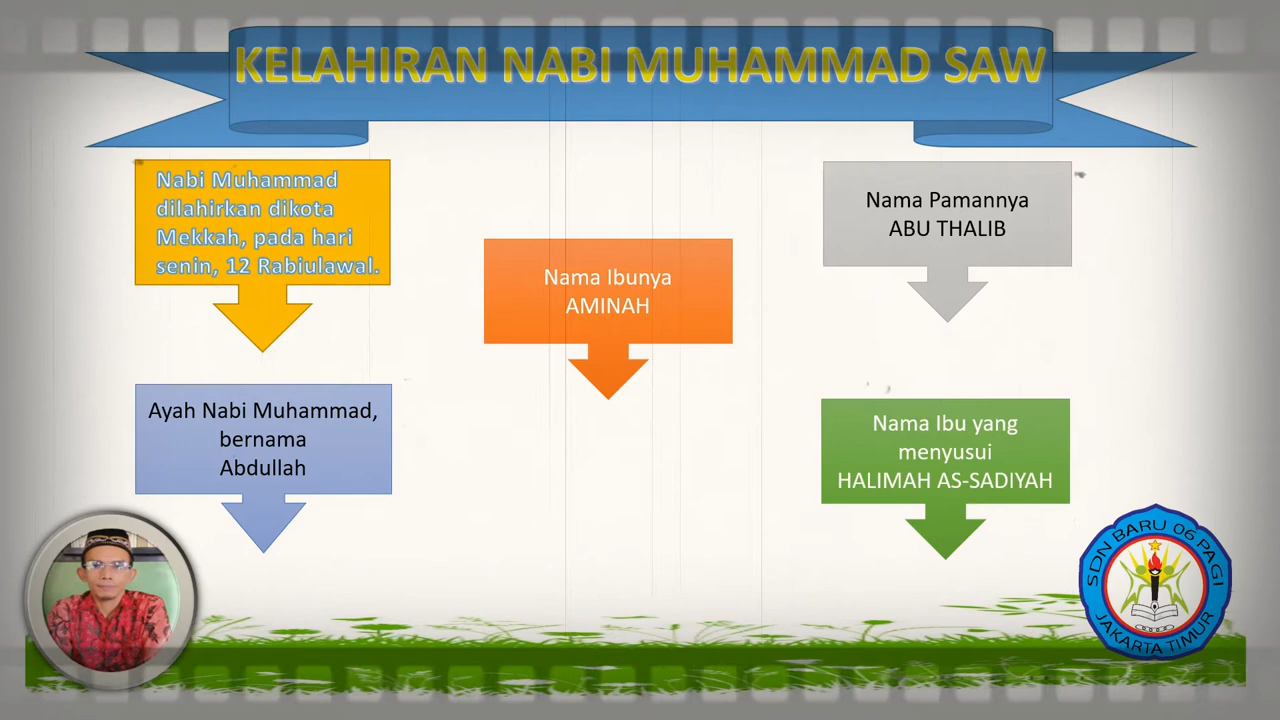 KELAHIRAN NABI MUHAMMAD SAW
Nabi Muhammad
dilahirkan dikota
Mekkah, pada hari
senin, 12 Rabiulawal.
Ayah Nabi Muhammad,
bernama
Abdullah
Nama Ibunya
AMINAH
Nama Pamannya
ABU THALIB
Nama Ibu yang
menyusui
HALIMAH AS-SADIYAH
SDN BARU 06 PAGI
JAKARTA TIMUR